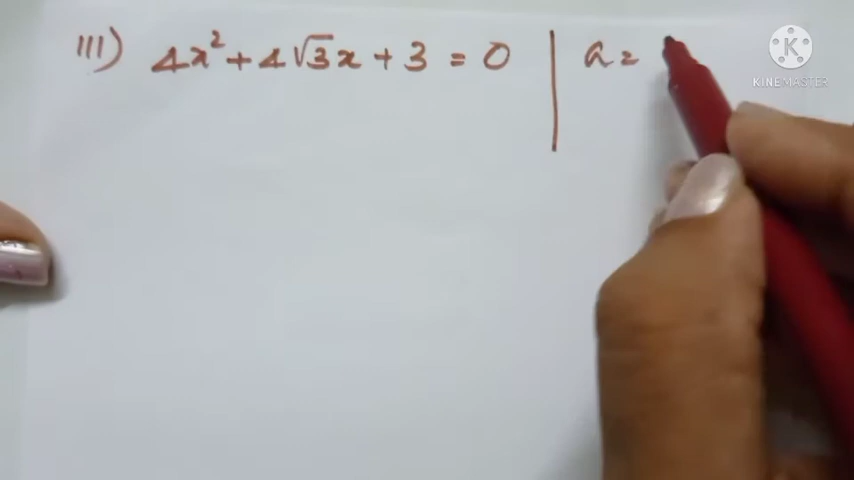 III) 4x² + 4√3x + 3 = 0 | a =
K
KINEMASTER